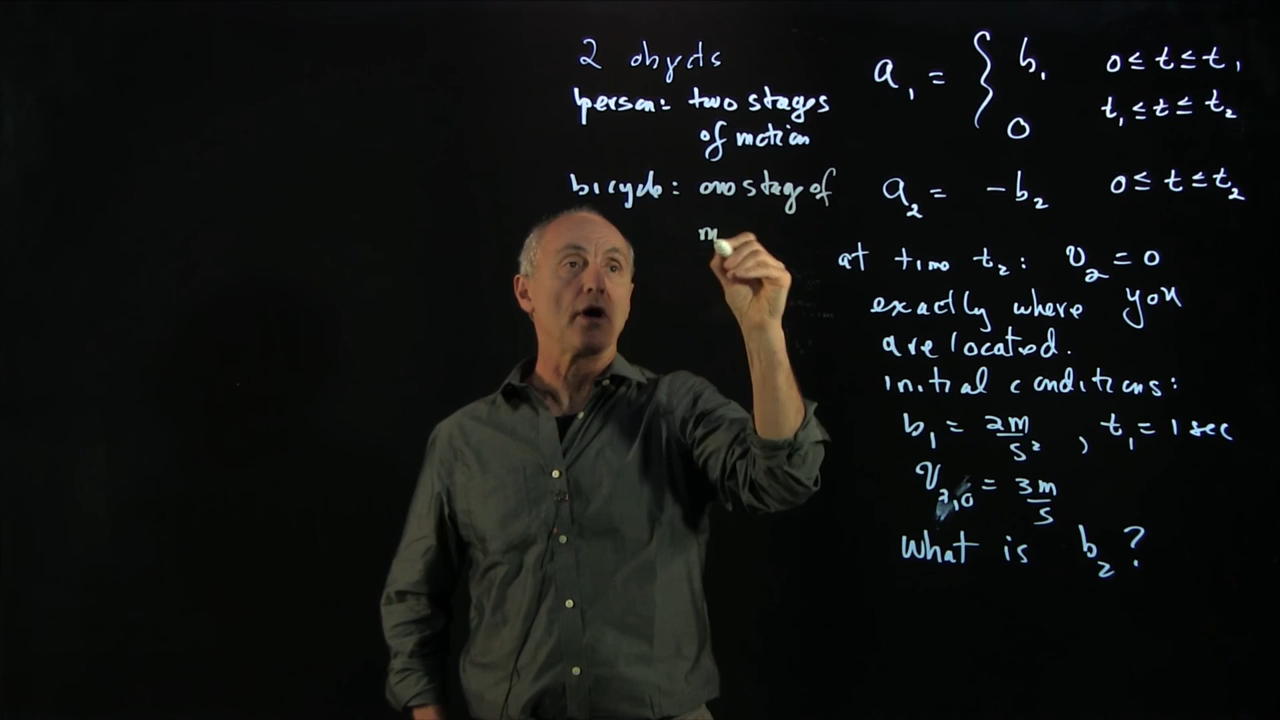 2 objects
person: two stages
of motion
bicycle: one stage of
m
a₁ = { b₁ 0 ≤ t ≤ t₁
0 t₁ ≤ t ≤ t₂
a₂ = -b₂ 0 ≤ t ≤ t₂
at time t₂: v₂ = 0
exactly where you
are located.
initial conditions:
b₁ = 2m/s², t₁ = 1 sec
v₂,₀ = 3m/s
What is b₂?